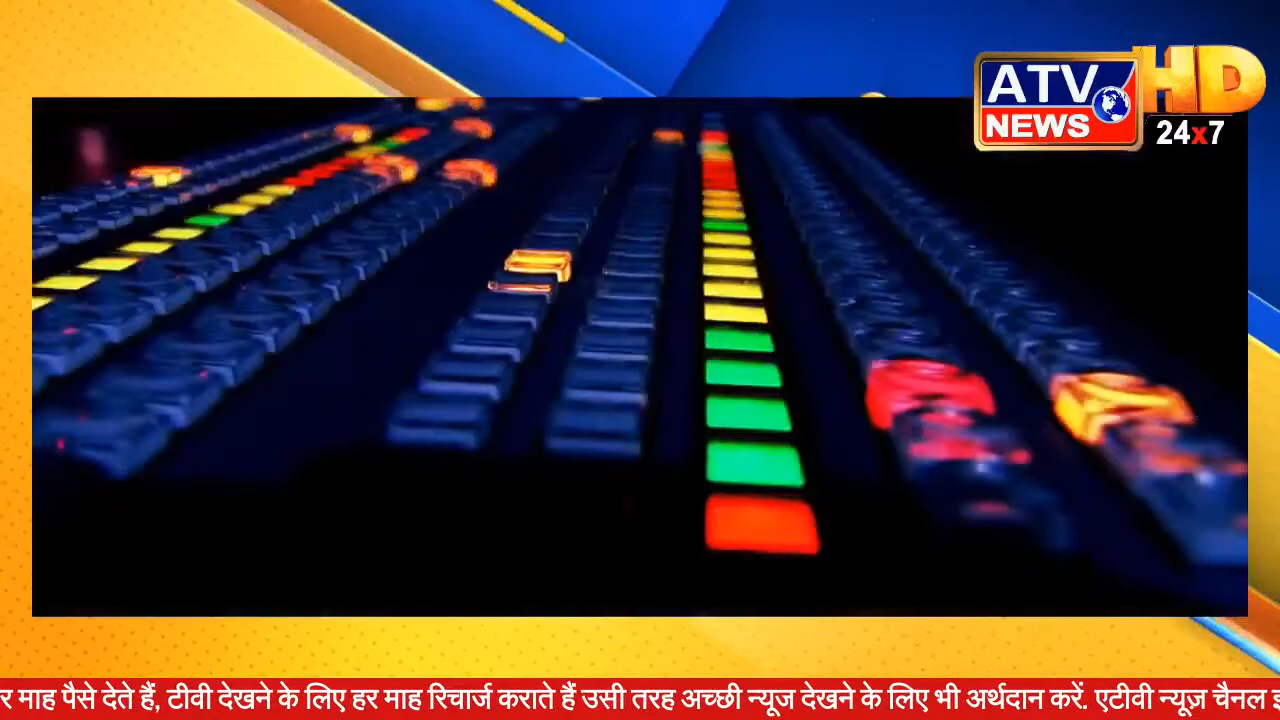 ATV
NEWS
HD
24x7
र माह पैसे देते हैं, टीवी देखने के लिए हर माह रिचार्ज कराते हैं उसी तरह अच्छी न्यूज देखने के लिए भी अर्थदान करें. एटीवी न्यूज़ चैनल